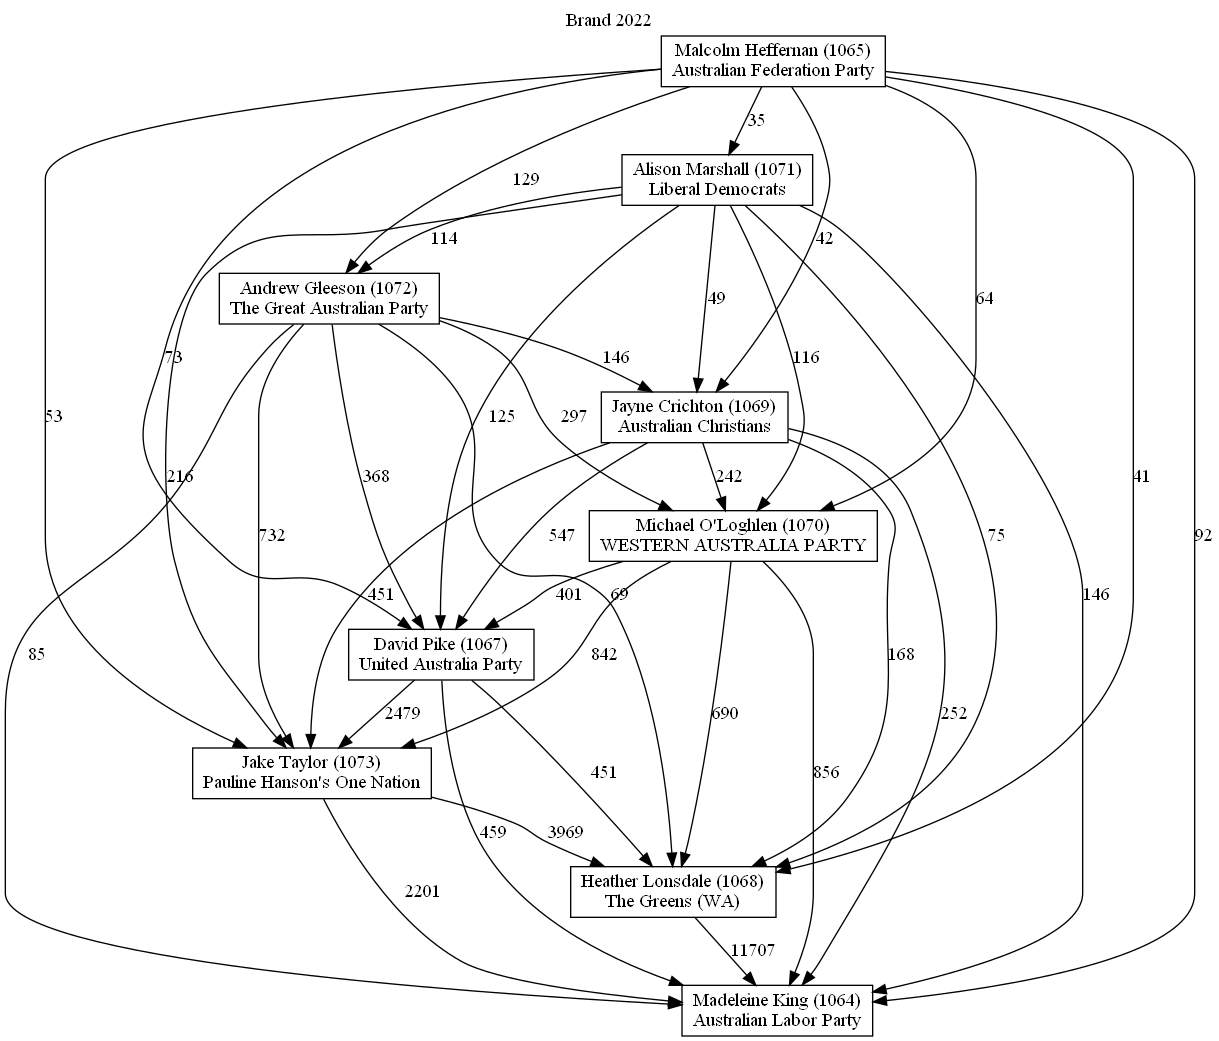 Brand 2022
Malcolm Heffernan (1065)
Australian Federation Party
35
Alison Marshall (1071)
Liberal Democrats
129
114
42
Andrew Gleeson (1072)
The Great Australian Party
49
64
73
73
146
116
Jayne Crichton (1069)
Australian Christians
53
125
297
216
368
242
41
Michael O'Loghlen (1070)
WESTERN AUSTRALIA PARTY
732
547
75
92
451
401
69
146
David Pike (1067)
United Australia Party
85
842
168
2479
690
252
Jake Taylor (1073)
Pauline Hanson's One Nation
451
856
459
3969
Heather Lonsdale (1068)
The Greens (WA)
2201
11707
Madeleine King (1064)
Australian Labor Party